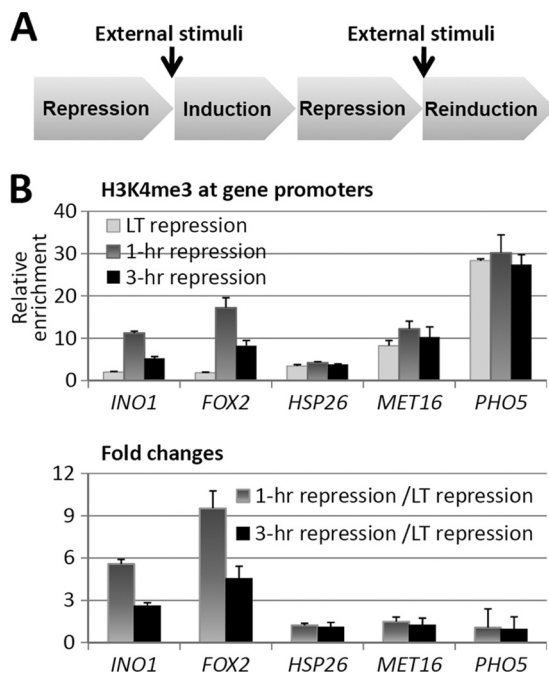 A
External stimuli External stimuli
Repression Induction Repression Reinduction
B
H3K4me3 at gene promoters
Relative enrichment
40
30
20
10
0
LT repression
1-hr repression
3-hr repression
INO1 FOX2 HSP26 MET16 PHO5
Fold changes
12
9
6
3
0
1-hr repression /LT repression
3-hr repression /LT repression
INO1 FOX2 HSP26 MET16 PHO5